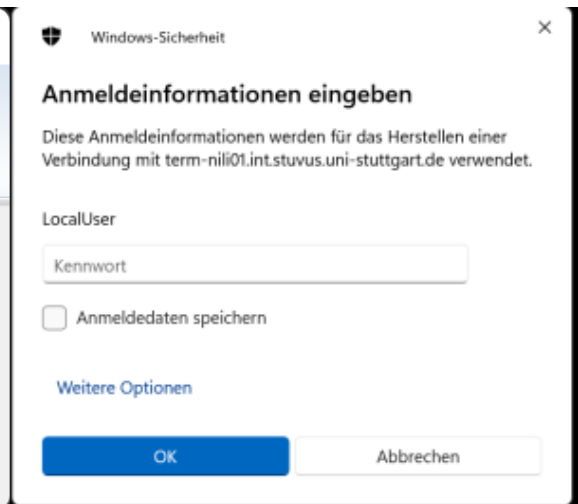 Windows-Sicherheit
Anmeldeinformationen eingeben
Diese Anmeldeinformationen werden für das Herstellen einer
Verbindung mit term-nili01.int.stuvus.uni-stuttgart.de verwendet.
LocalUser
Kennwort
Anmeldedaten speichern
Weitere Optionen
OK
Abbrechen